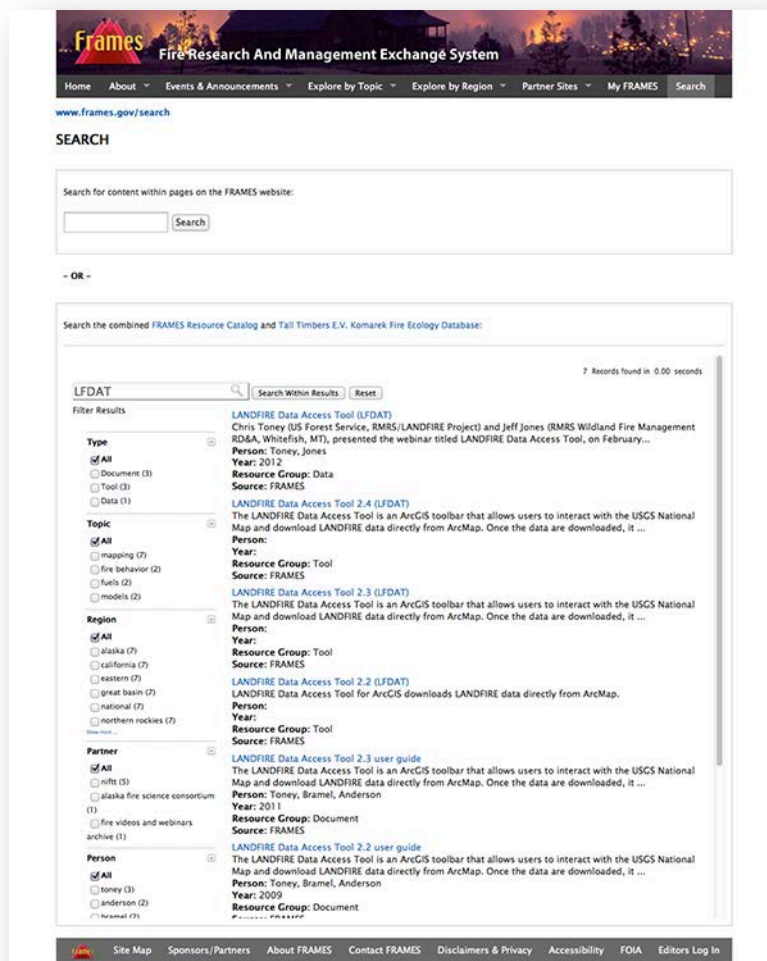 Frames
Fire Research And Management Exchange System
Home About Events & Announcements Explore by Topic Explore by Region Partner Sites My FRAMES Search
www.frames.gov/search
SEARCH
Search for content within pages on the FRAMES website:
Search
– OR –
Search the combined FRAMES Resource Catalog and Tall Timbers E.V. Komarek Fire Ecology Database:
7 Records found in 0.00 seconds
LFDAT Search Within Results Reset
Filter Results
Type
All
Document (3)
Tool (3)
Data (1)
Topic
All
mapping (7)
fire behavior (2)
fuels (2)
models (2)
Region
All
alaska (7)
california (7)
eastern (7)
great basin (7)
national (7)
northern rockies (7)
Show more ...
Partner
All
niftt (5)
alaska fire science consortium
(1)
fire videos and webinars
archive (1)
Person
All
toney (3)
anderson (2)
bramel (2)
LANDFIRE Data Access Tool (LFDAT)
Chris Toney (US Forest Service, RMRS/LANDFIRE Project) and Jeff Jones (RMRS Wildland Fire Management
RD&A, Whitefish, MT), presented the webinar titled LANDFIRE Data Access Tool, on February...
Person: Toney, Jones
Year: 2012
Resource Group: Data
Source: FRAMES
LANDFIRE Data Access Tool 2.4 (LFDAT)
The LANDFIRE Data Access Tool is an ArcGIS toolbar that allows users to interact with the USGS National
Map and download LANDFIRE data directly from ArcMap. Once the data are downloaded, it ...
Person:
Year:
Resource Group: Tool
Source: FRAMES
LANDFIRE Data Access Tool 2.3 (LFDAT)
The LANDFIRE Data Access Tool is an ArcGIS toolbar that allows users to interact with the USGS National
Map and download LANDFIRE data directly from ArcMap. Once the data are downloaded, it ...
Person:
Year:
Resource Group: Tool
Source: FRAMES
LANDFIRE Data Access Tool 2.2 (LFDAT)
LANDFIRE Data Access Tool for ArcGIS downloads LANDFIRE data directly from ArcMap.
Person:
Year:
Resource Group: Tool
Source: FRAMES
LANDFIRE Data Access Tool 2.3 user guide
The LANDFIRE Data Access Tool is an ArcGIS toolbar that allows users to interact with the USGS National
Map and download LANDFIRE data directly from ArcMap. Once the data are downloaded, it ...
Person: Toney, Bramel, Anderson
Year: 2011
Resource Group: Document
Source: FRAMES
LANDFIRE Data Access Tool 2.2 user guide
The LANDFIRE Data Access Tool is an ArcGIS toolbar that allows users to interact with the USGS National
Map and download LANDFIRE data directly from ArcMap. Once the data are downloaded, it ...
Person: Toney, Bramel, Anderson
Year: 2009
Resource Group: Document
Source: FRAMES
Frames Site Map Sponsors/Partners About FRAMES Contact FRAMES Disclaimers & Privacy Accessibility FOIA Editors Log In